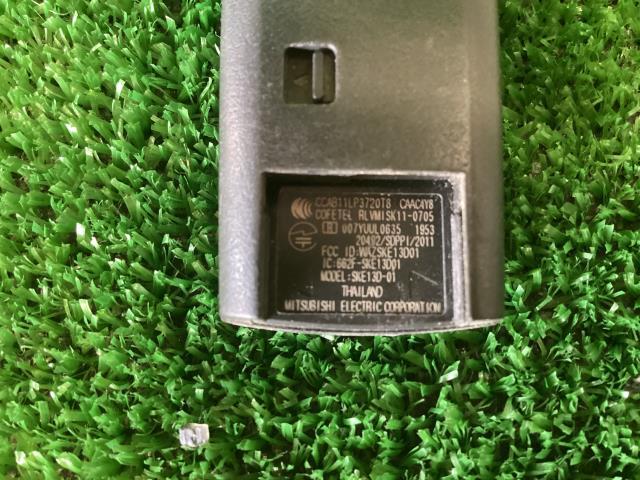 CCAB11LP3720T8 CAAC4Y8
COFETEL RLVMISK11-0705
R 007YUUL0635 1953
20492/SDPPI/2011
FCC ID:WAZSKE13D01
IC:662F-SKE13D01
MODEL:SKE13D-01
THAILAND
MITSUBISHI ELECTRIC CORPORATION